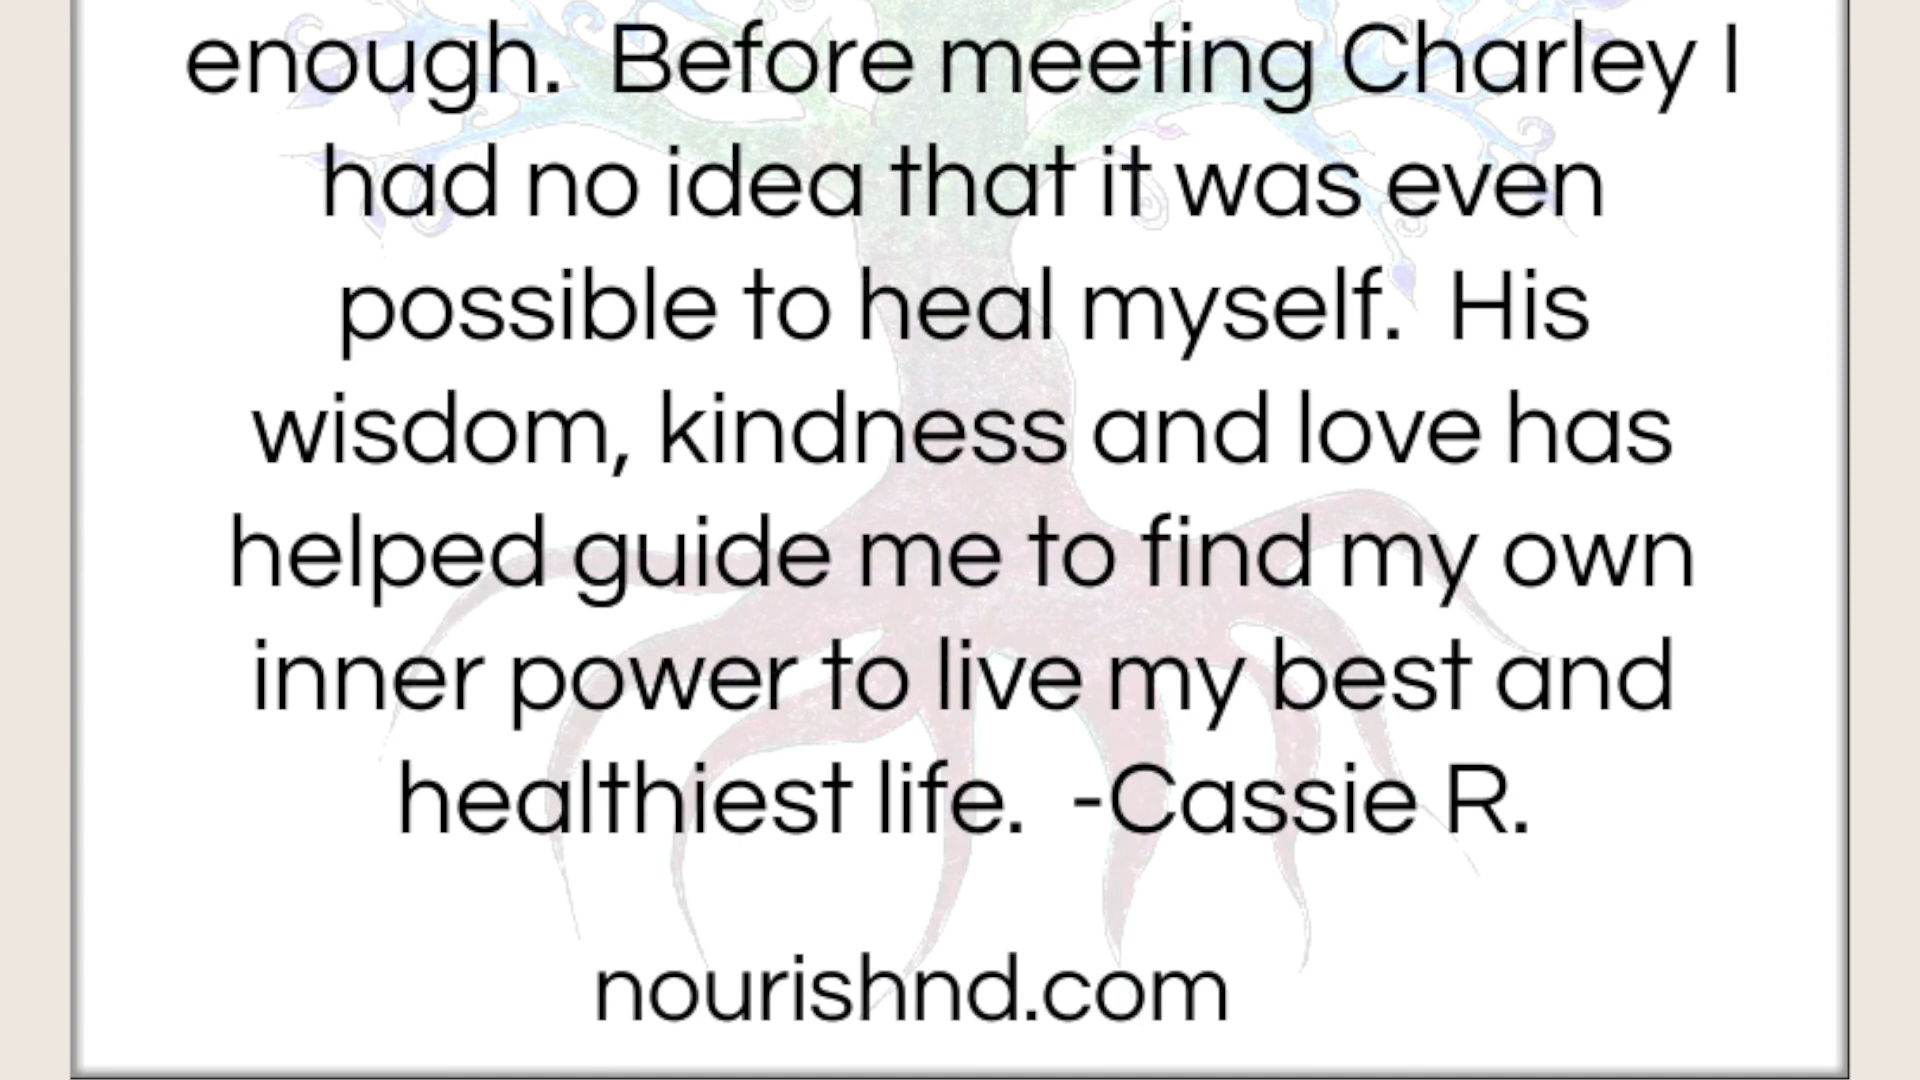 enough.  Before meeting Charley I
had no idea that it was even
possible to heal myself.  His
wisdom, kindness and love has
helped guide me to find my own
inner power to live my best and
healthiest life.  -Cassie R.
nourishnd.com